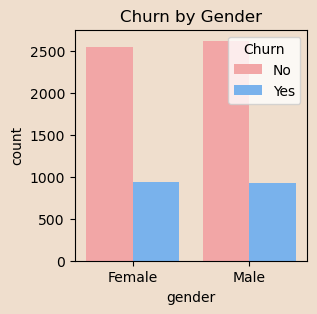 Churn by Gender
Churn
No
Yes
2500
2000
1500
1000
500
0
count
Female Male
gender